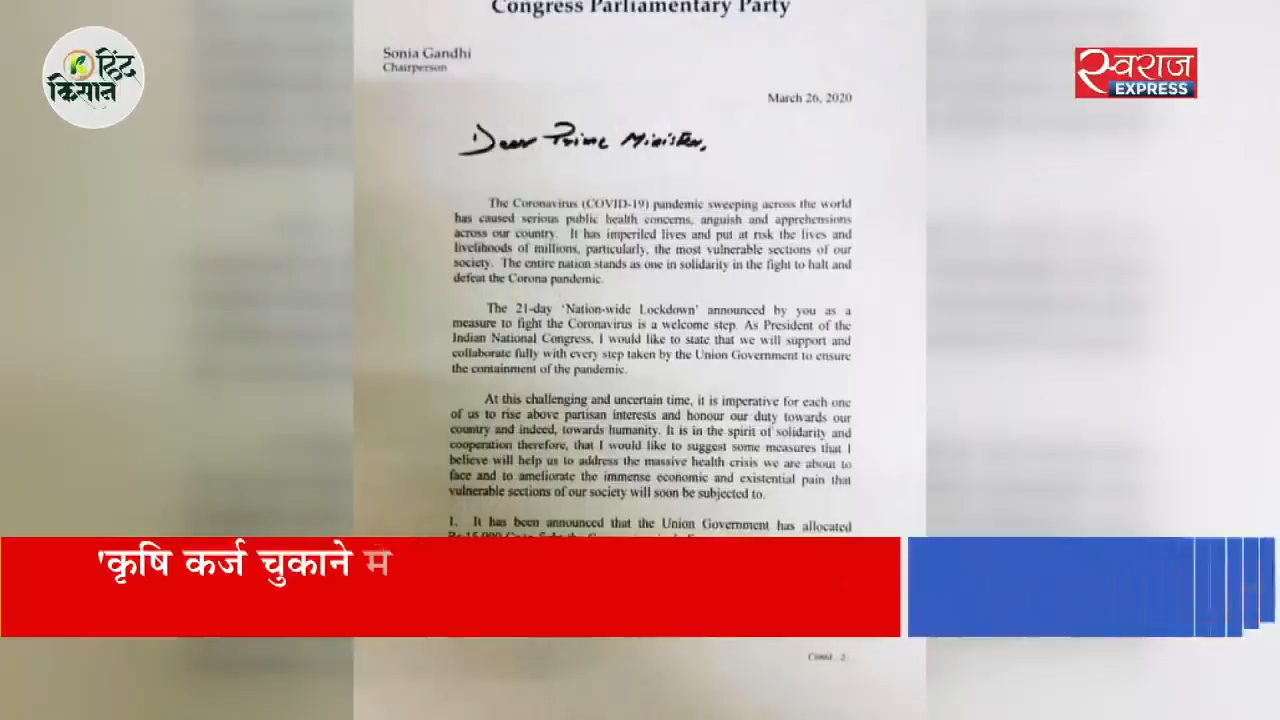 Congress Parliamentary Party
हिंद
किसान
स्वराज
EXPRESS
Sonia Gandhi
Chairperson
March 26, 2020
Dear Prime Minister,
The Coronavirus (COVID-19) pandemic sweeping across the world
has caused serious public health concerns, anguish and apprehensions
across our country. It has imperiled lives and put at risk the lives and
livelihoods of millions, particularly, the most vulnerable sections of our
society. The entire nation stands as one in solidarity in the fight to halt and
defeat the Corona pandemic.
The 21-day ‘Nation-wide Lockdown’ announced by you as a
measure to fight the Coronavirus is a welcome step. As President of the
Indian National Congress, I would like to state that we will support and
collaborate fully with every step taken by the Union Government to ensure
the containment of the pandemic.
At this challenging and uncertain time, it is imperative for each one
of us to rise above partisan interests and honour our duty towards our
country and indeed, towards humanity. It is in the spirit of solidarity and
cooperation therefore, that I would like to suggest some measures that I
believe will help us to address the massive health crisis we are about to
face and to ameliorate the immense economic and existential pain that
vulnerable sections of our society will soon be subjected to.
1. It has been announced that the Union Government has allocated
'कृषि कर्ज चुकाने में
Contd...2